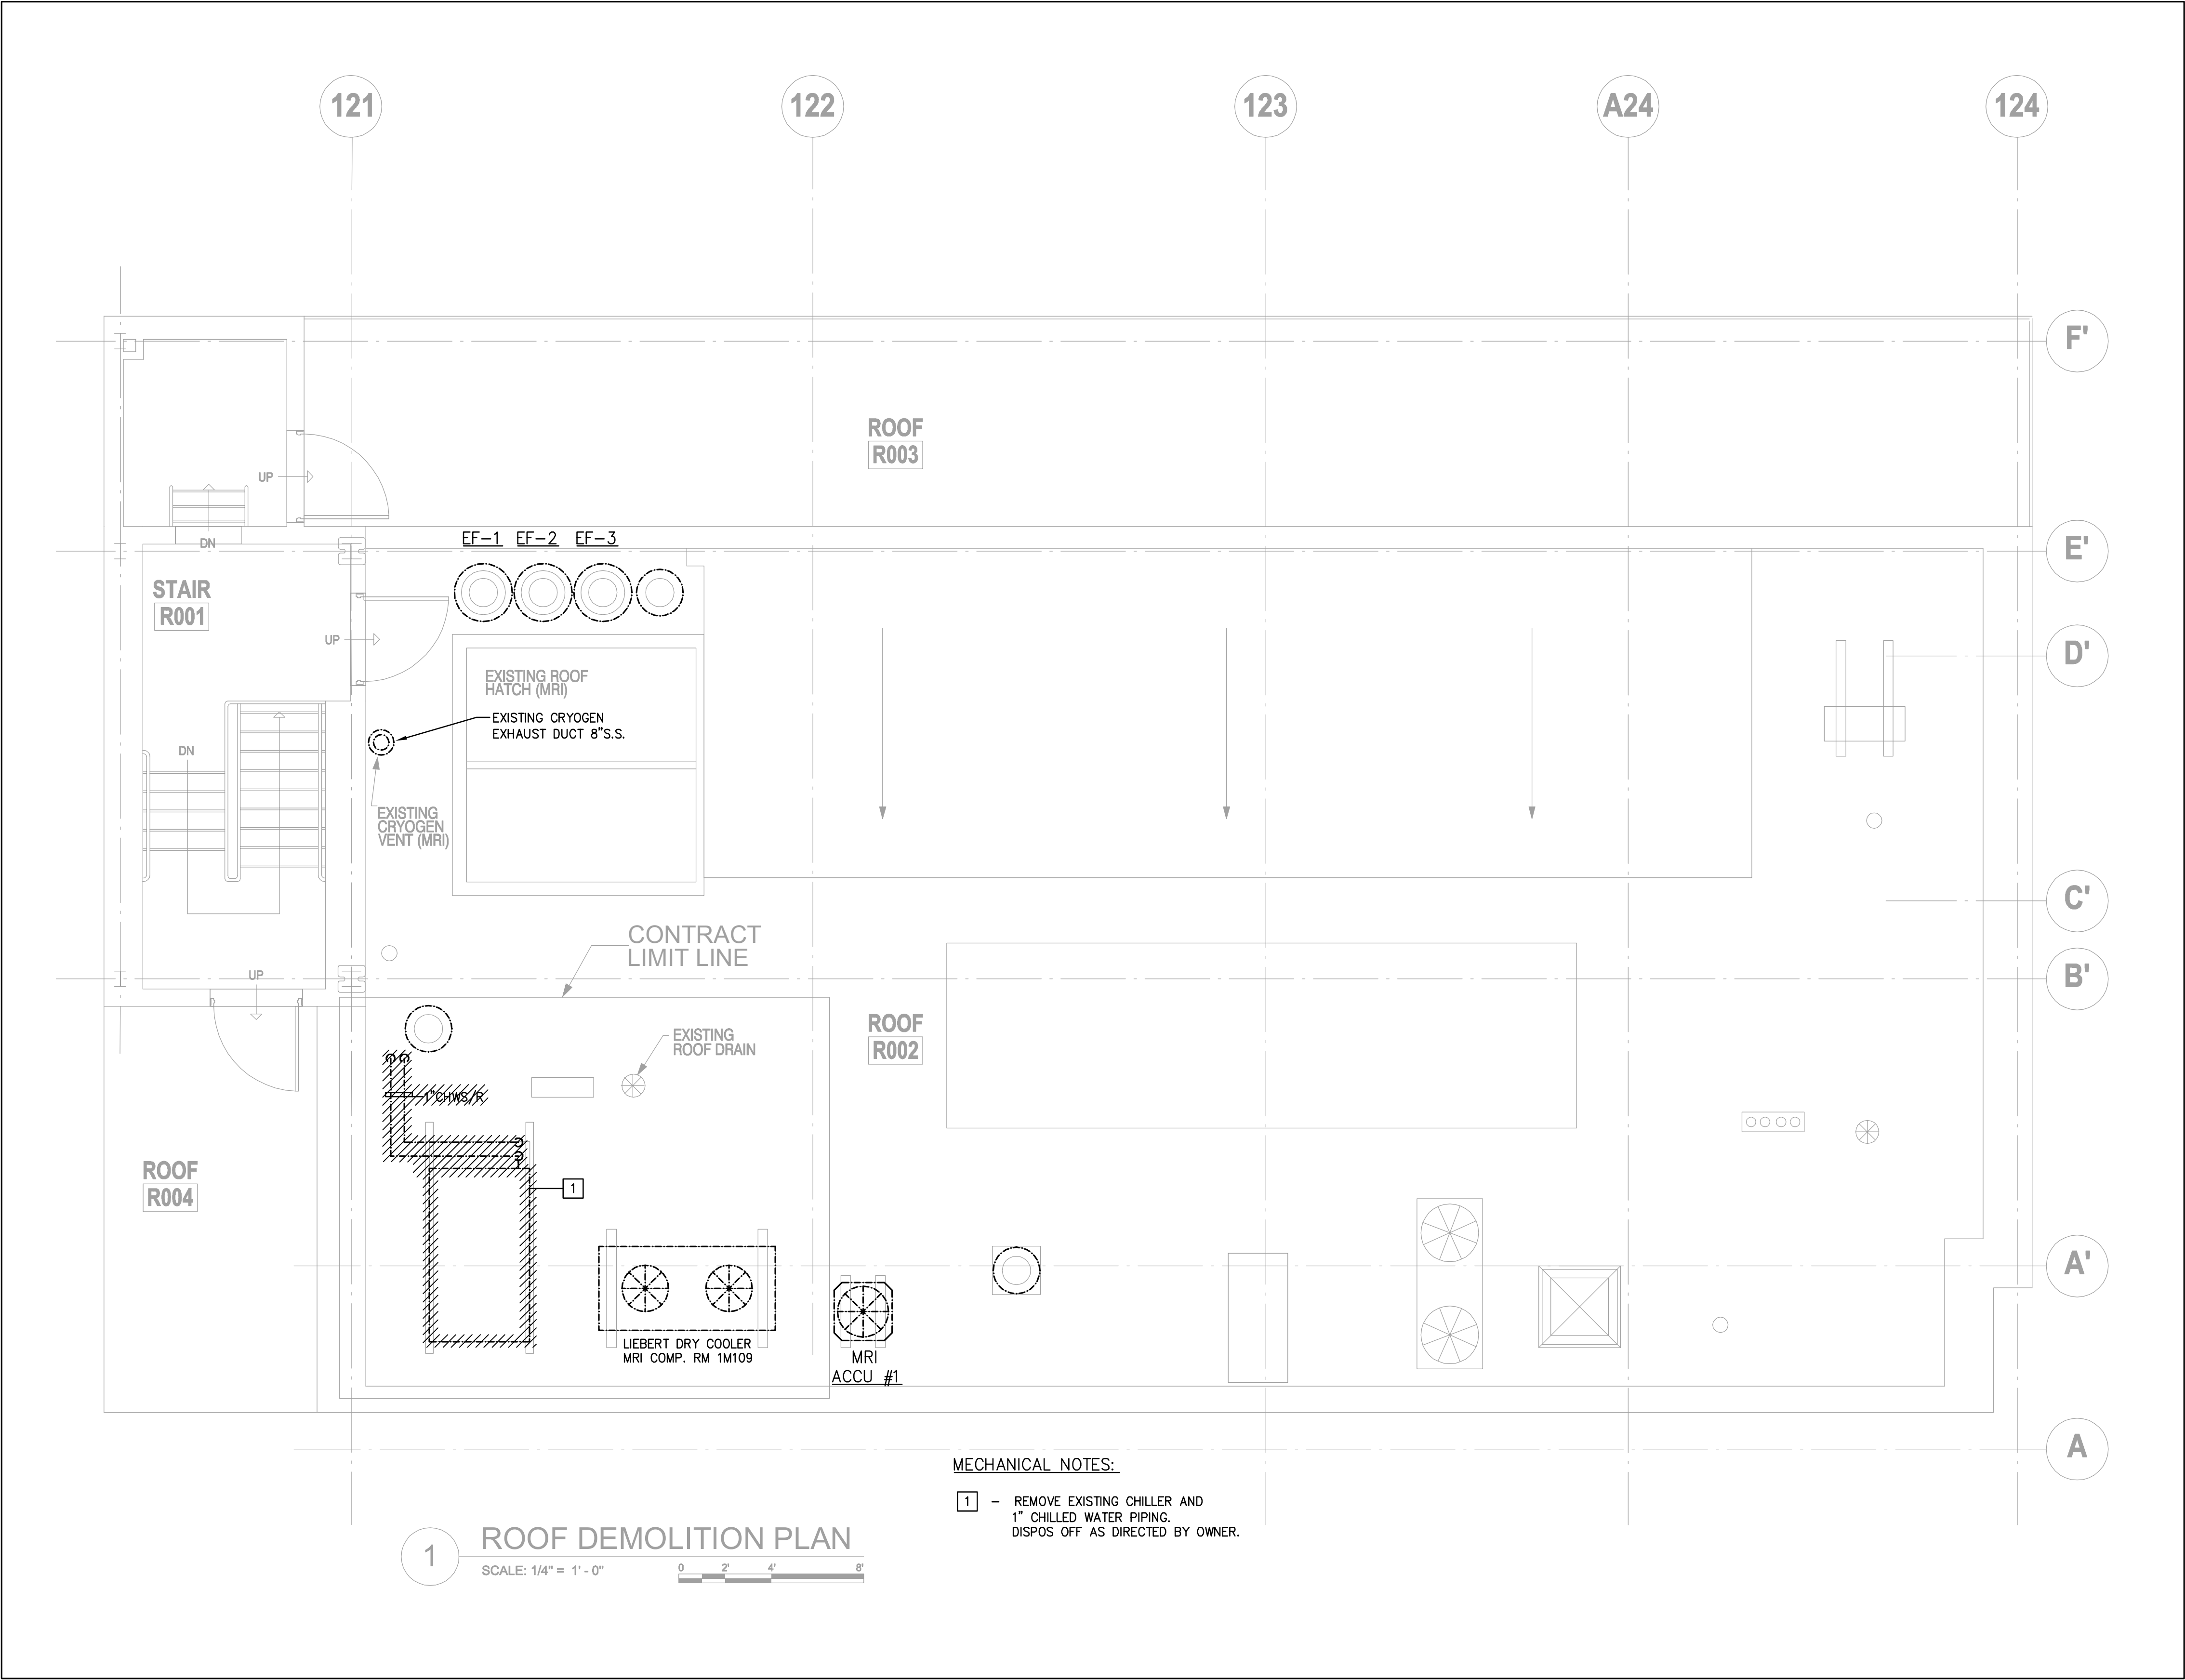 121
122
123
A24
124
F'
ROOF
R003
UP
DN
EF-1 EF-2 EF-3
E'
STAIR
R001
UP
D'
EXISTING ROOF
HATCH (MRI)
EXISTING CRYOGEN
EXHAUST DUCT 8"S.S.
DN
EXISTING
CRYOGEN
VENT (MRI)
C'
CONTRACT
LIMIT LINE
UP
B'
EXISTING
ROOF DRAIN
ROOF
R002
1"CHWS/R
ROOF
R004
1
A'
LIEBERT DRY COOLER
MRI COMP. RM 1M109
MRI
ACCU #1
A
MECHANICAL NOTES:
1 - REMOVE EXISTING CHILLER AND
1" CHILLED WATER PIPING.
DISPOS OFF AS DIRECTED BY OWNER.
1
ROOF DEMOLITION PLAN
SCALE: 1/4" = 1' - 0"
0 2' 4' 8'